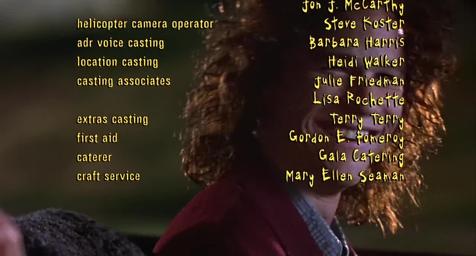 Jon J. McCarthy
helicopter camera operator Steve Koster
adr voice casting Barbara Harris
location casting Heidi Walker
casting associates Julie Friedman
Lisa Rochette
extras casting Terry Terry
first aid Gordon E. Pomeroy
caterer Gala Catering
craft service Mary Ellen Seaman